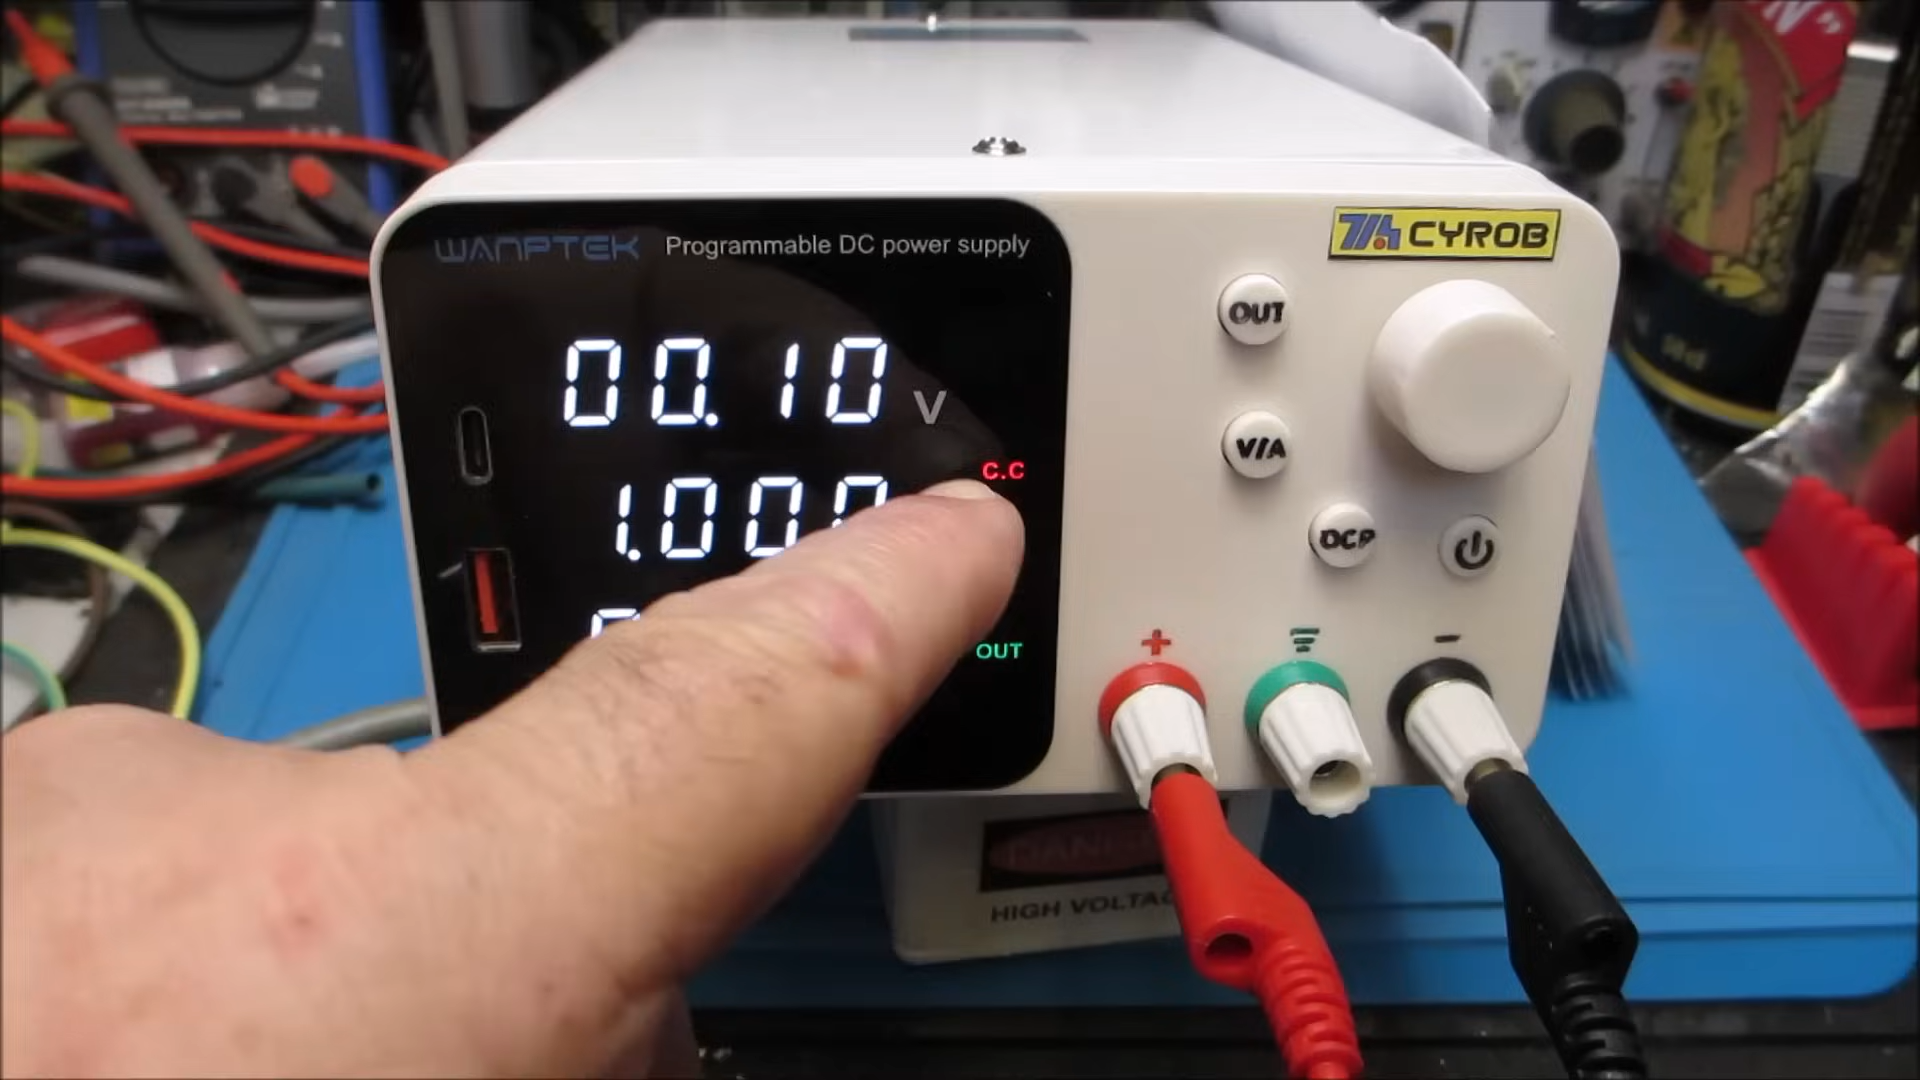 WANPTEK Programmable DC power supply
CYROB
OUT
00.10 V
V/A
C.C
1.000
OCP
+
-
OUT
HIGH VOLTAG